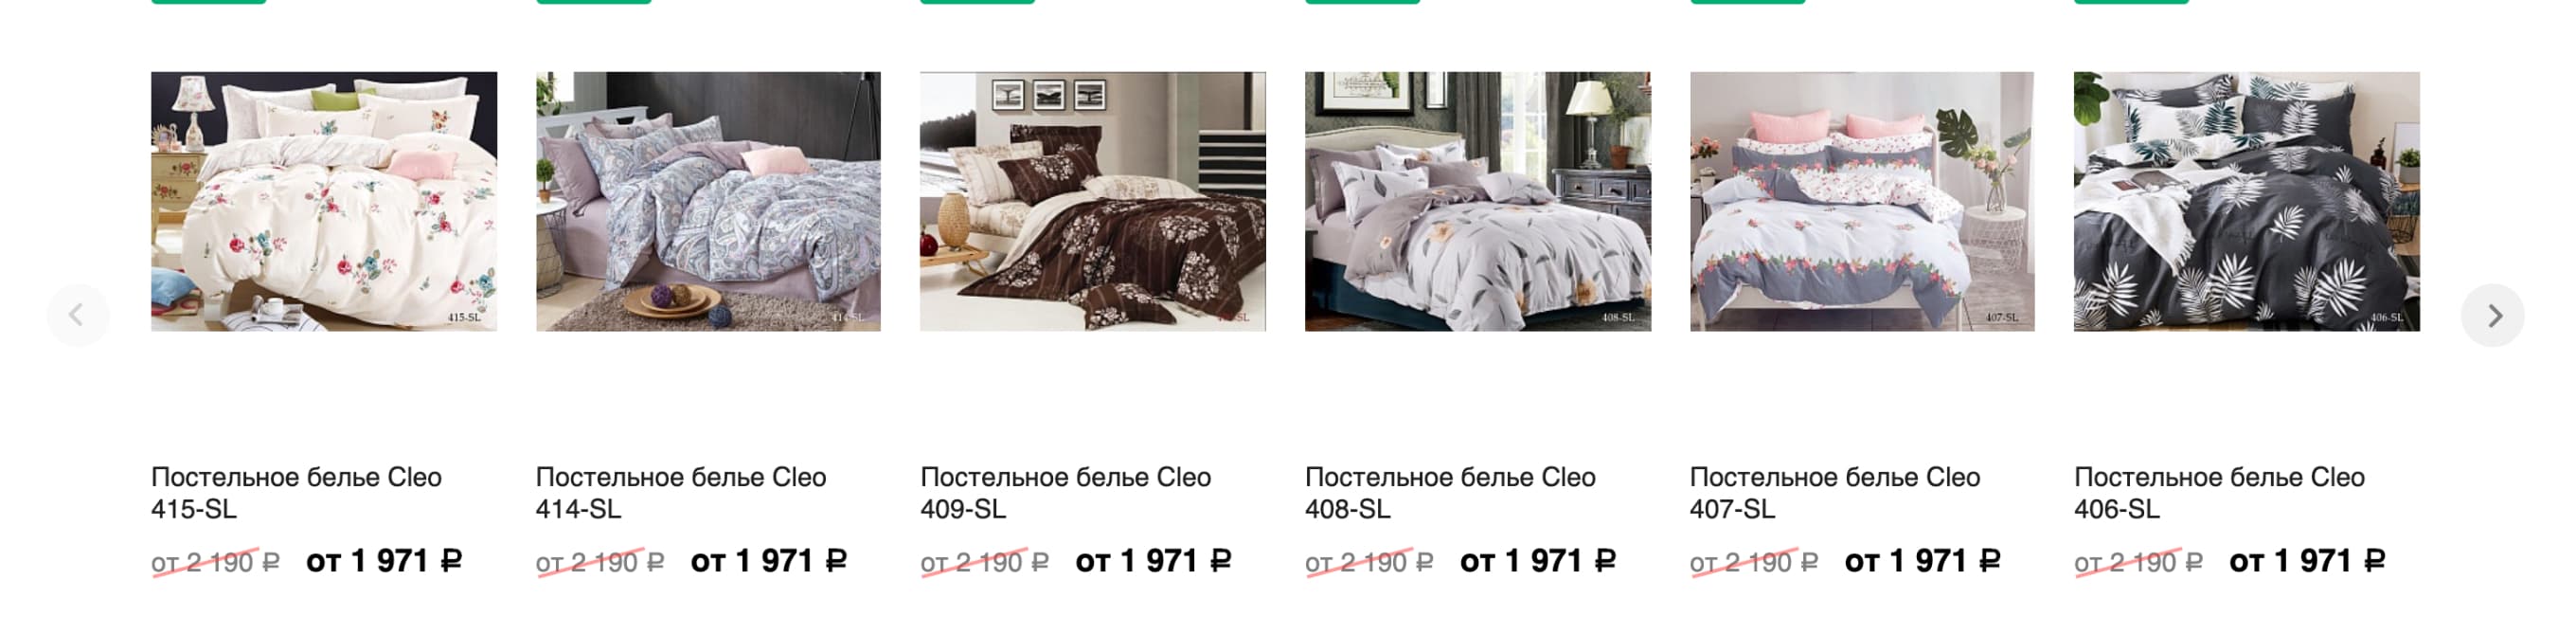 415-SL
414-SL
408-SL
407-SL
406-SL
Постельное белье Cleo
415-SL
Постельное белье Cleo
414-SL
Постельное белье Cleo
409-SL
Постельное белье Cleo
408-SL
Постельное белье Cleo
407-SL
Постельное белье Cleo
406-SL
от 2 190 ₽ от 1 971 ₽
от 2 190 ₽ от 1 971 ₽
от 2 190 ₽ от 1 971 ₽
от 2 190 ₽ от 1 971 ₽
от 2 190 ₽ от 1 971 ₽
от 2 190 ₽ от 1 971 ₽